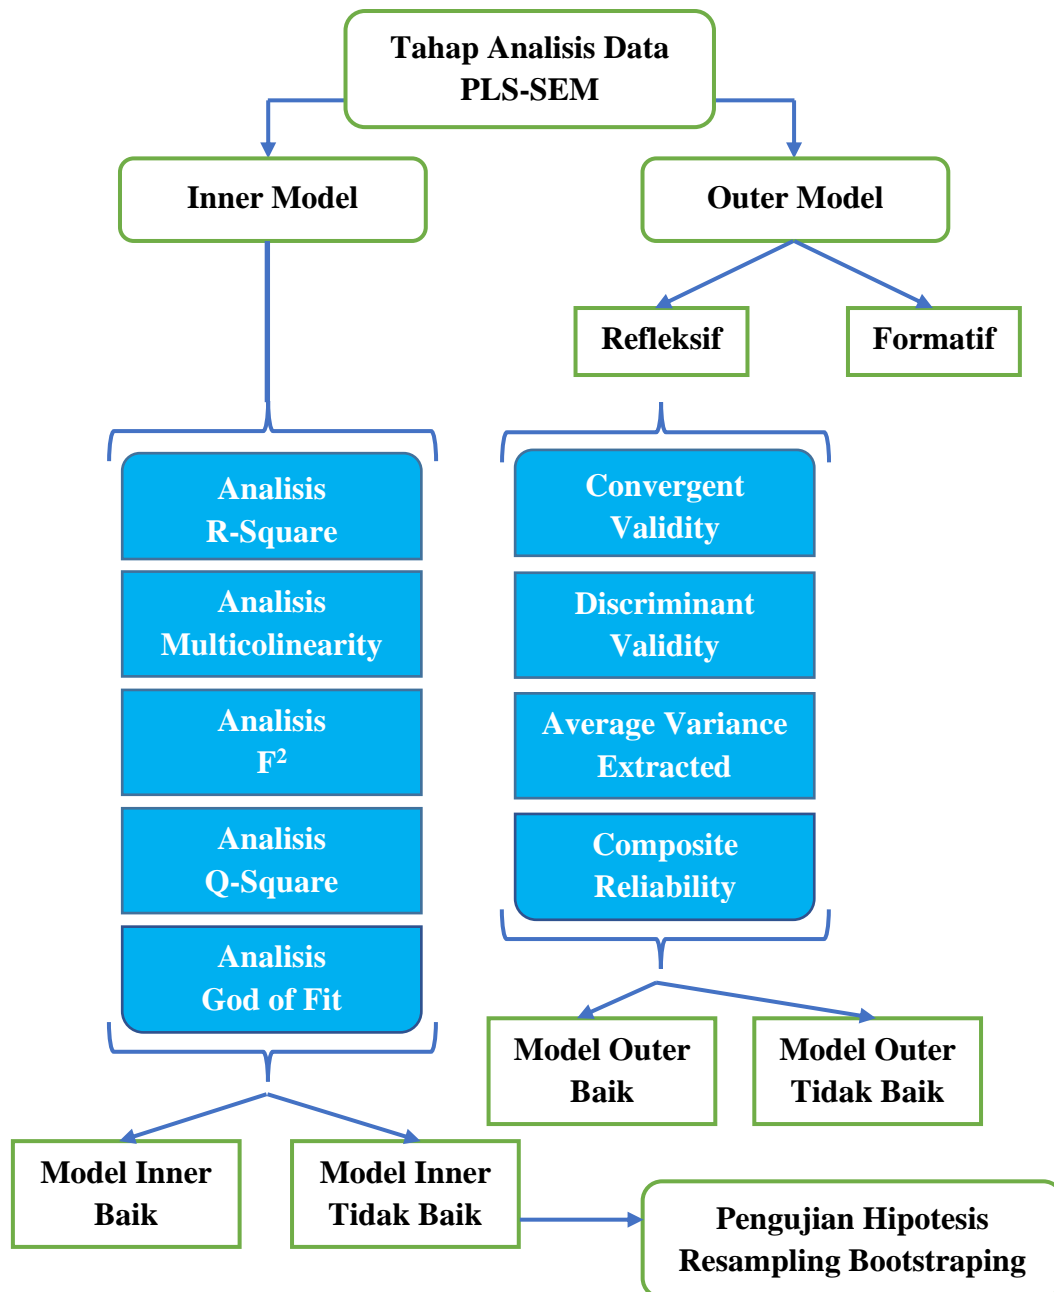 Tahap Analisis Data
PLS-SEM
Inner Model
Outer Model
Refleksif
Formatif
Analisis
R-Square
Analisis
Multicolinearity
Analisis
F²
Analisis
Q-Square
Analisis
God of Fit
Convergent
Validity
Discriminant
Validity
Average Variance
Extracted
Composite
Reliability
Model Outer
Baik
Model Outer
Tidak Baik
Model Inner
Baik
Model Inner
Tidak Baik
Pengujian Hipotesis
Resampling Bootstraping